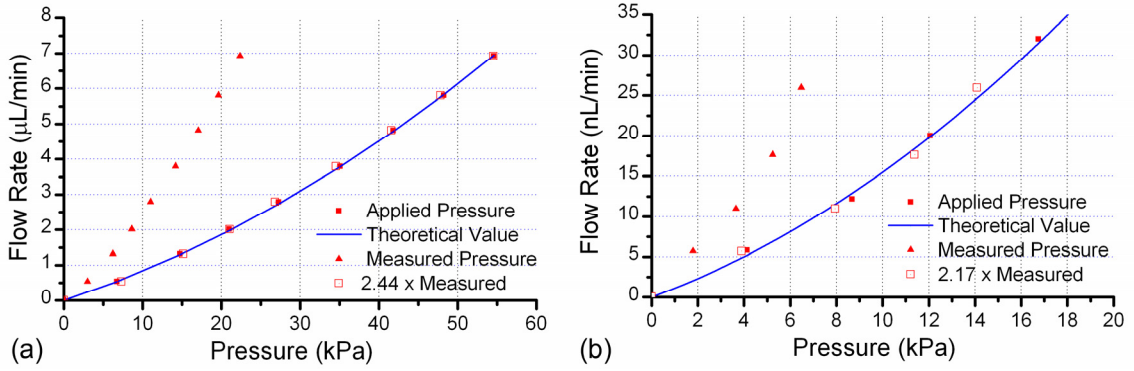 8
7
6
5
4
3
2
1
0
Flow Rate (μL/min)
Applied Pressure
Theoretical Value
Measured Pressure
2.44 x Measured
0 10 20 30 40 50 60
(a) Pressure (kPa)
35
30
25
20
15
10
5
0
Flow Rate (nL/min)
Applied Pressure
Theoretical Value
Measured Pressure
2.17 x Measured
0 2 4 6 8 10 12 14 16 18 20
(b) Pressure (kPa)